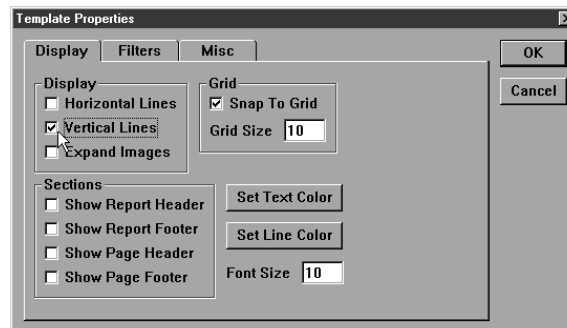 Template Properties
Display Filters Misc
OK
Cancel
Display
Horizontal Lines
Vertical Lines
Expand Images
Grid
Snap To Grid
Grid Size 10
Sections
Show Report Header
Show Report Footer
Show Page Header
Show Page Footer
Set Text Color
Set Line Color
Font Size 10